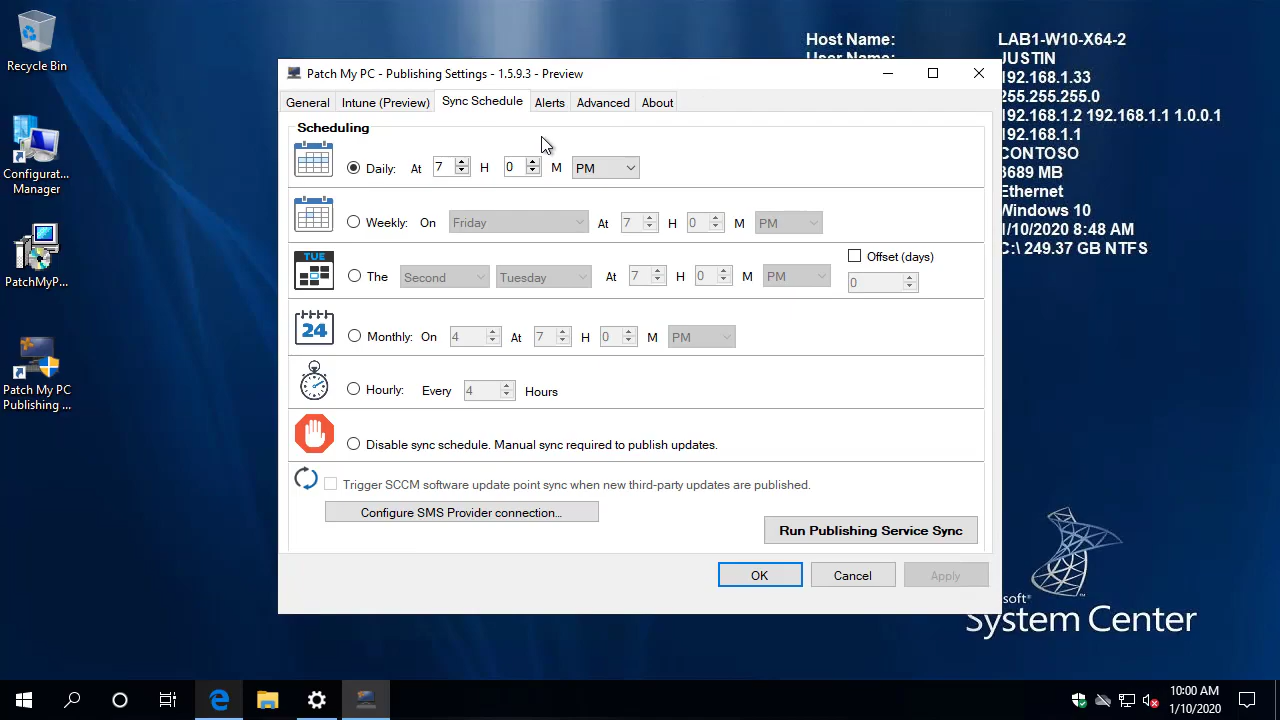 Recycle Bin
Configurat...
Manager
PatchMyP...
Patch My PC
Publishing ...
Host Name:
LAB1-W10-X64-2
JUSTIN
192.168.1.33
255.255.255.0
192.168.1.2 192.168.1.1 1.0.0.1
192.168.1.1
CONTOSO
3689 MB
Ethernet
Windows 10
1/10/2020 8:48 AM
C:\ 249.37 GB NTFS
Patch My PC - Publishing Settings - 1.5.9.3 - Preview
General Intune (Preview) Sync Schedule Alerts Advanced About
Scheduling
Daily: At 7 H 0 M PM
Weekly: On Friday At 7 H 0 M PM
TUE
The Second Tuesday At 7 H 0 M PM
Offset (days)
0
24
Monthly: On 4 At 7 H 0 M PM
Hourly: Every 4 Hours
Disable sync schedule. Manual sync required to publish updates.
Trigger SCCM software update point sync when new third-party updates are published.
Configure SMS Provider connection...
Run Publishing Service Sync
OK Cancel Apply
System Center
10:00 AM
1/10/2020